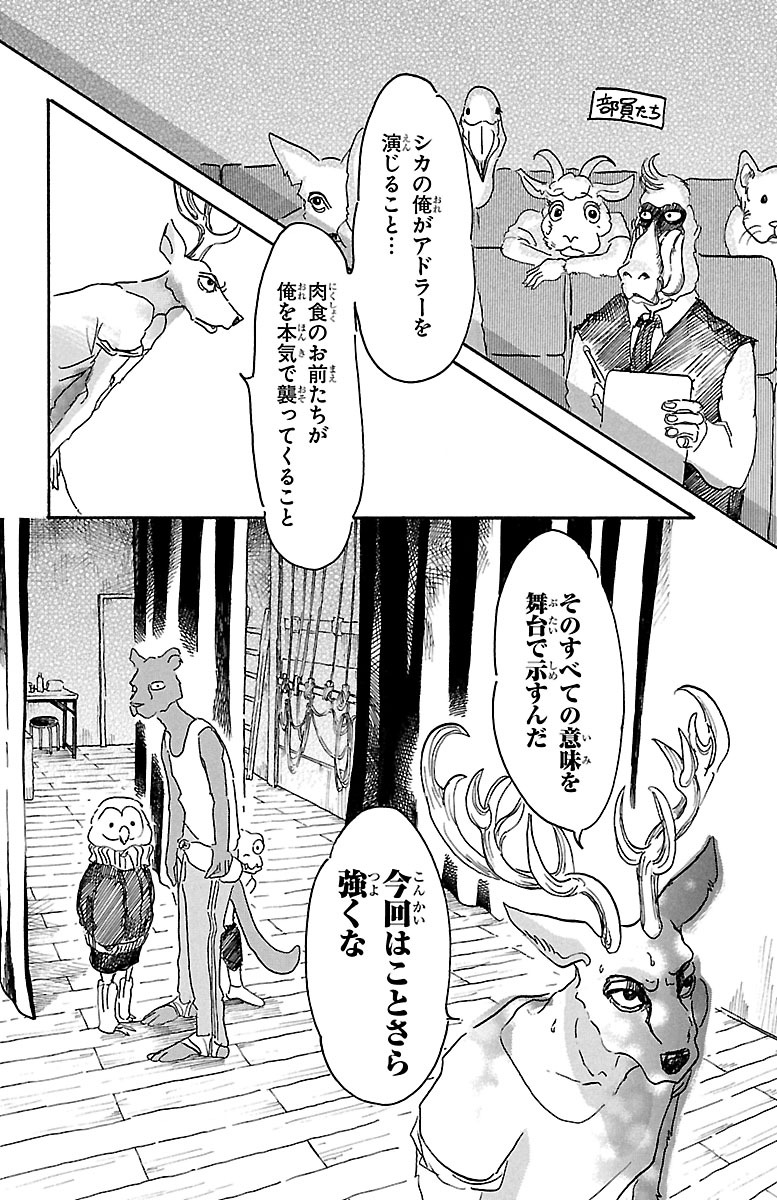 部員たち
シカの俺がアドラーを
演じること…
肉食のお前たちが
俺を本気で襲ってくること
そのすべての意味を
舞台で示すんだ
今回はことさら
強くな